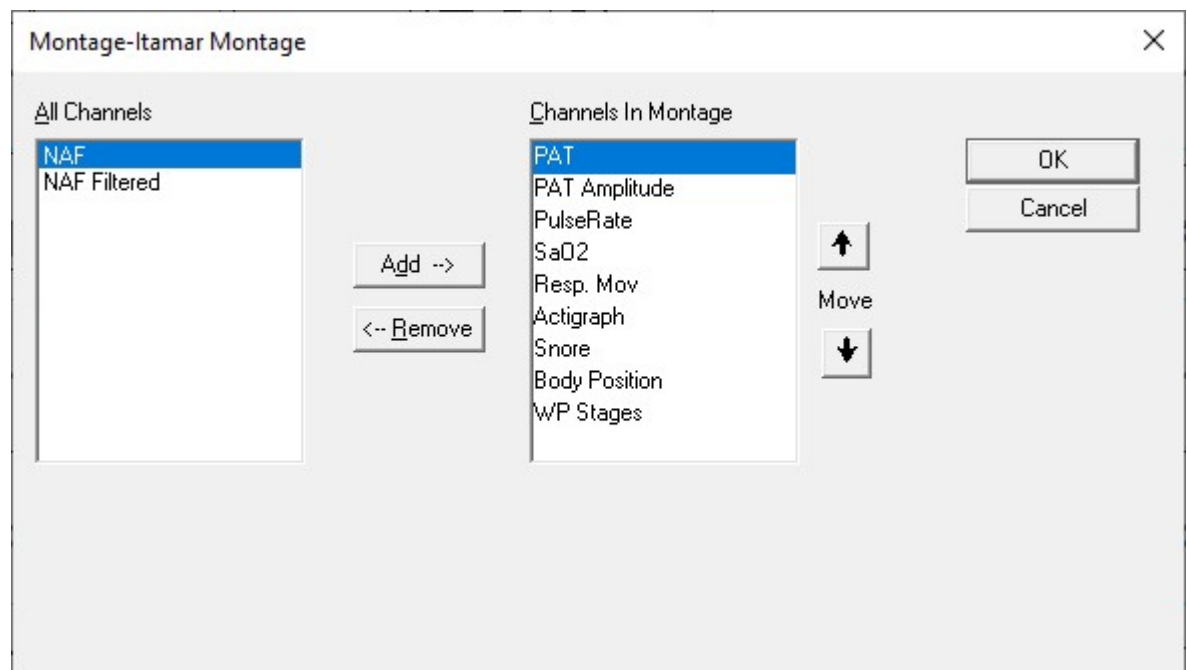 Montage-Itamar Montage
All Channels
NAF
NAF Filtered
Add -->
<-- Remove
Channels In Montage
PAT
PAT Amplitude
PulseRate
SaO2
Resp. Mov
Actigraph
Snore
Body Position
WP Stages
Move
OK
Cancel